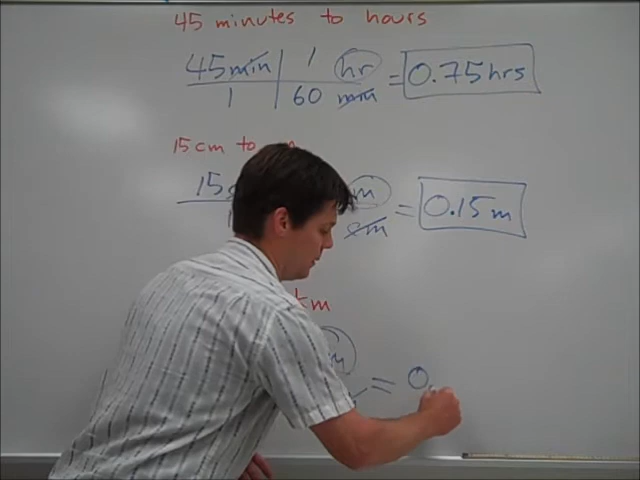 45 minutes to hours
45 min 1 hr = 0.75 hrs
1 60 min
15 cm to
15 m = 0.15 m
cm
km
= 0.